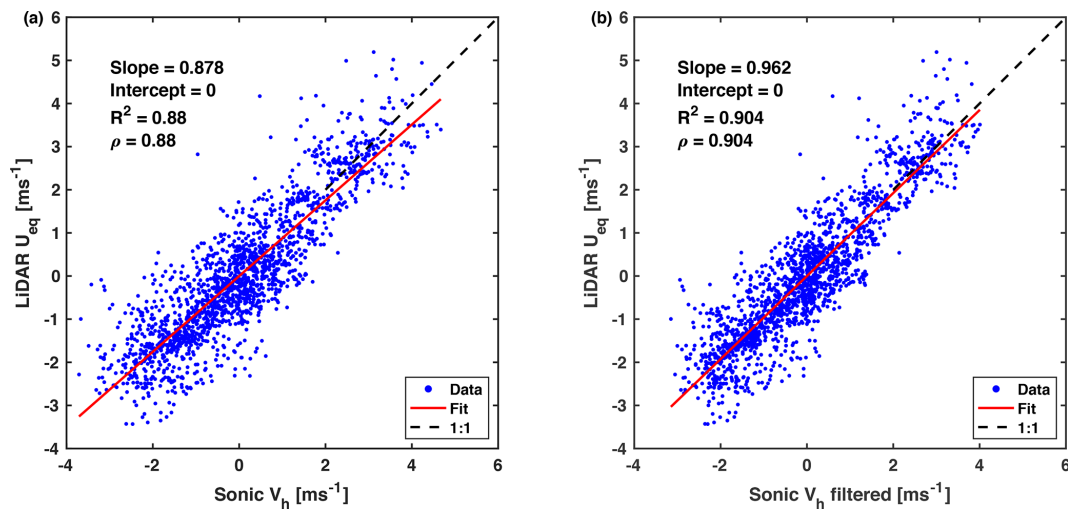 (a)
6
5
4
3
2
1
0
-1
-2
-3
-4
LiDAR U_eq [ms^-1]
Slope = 0.878
Intercept = 0
R^2 = 0.88
ρ = 0.88
Data
Fit
1:1
-4 -2 0 2 4 6
Sonic V_h [ms^-1]
(b)
6
5
4
3
2
1
0
-1
-2
-3
-4
LiDAR U_eq [ms^-1]
Slope = 0.962
Intercept = 0
R^2 = 0.904
ρ = 0.904
Data
Fit
1:1
-4 -2 0 2 4 6
Sonic V_h filtered [ms^-1]